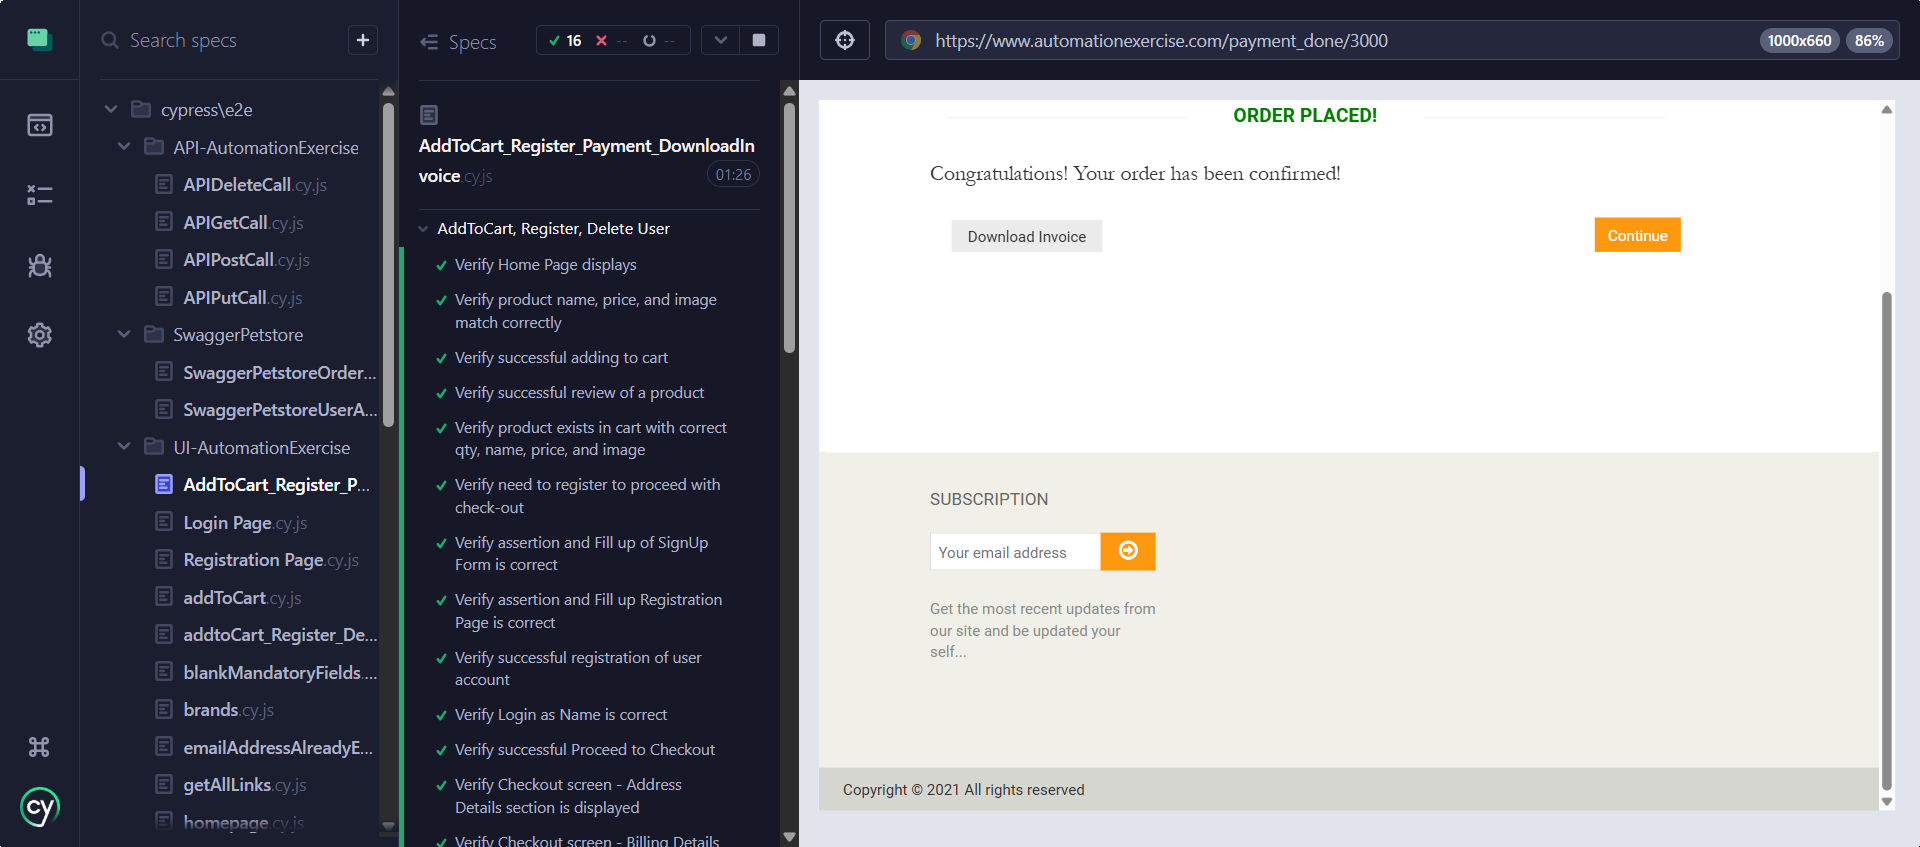 Search specs
+
cypress\e2e
API-AutomationExercise
APIDeleteCall.cy.js
APIGetCall.cy.js
APIPostCall.cy.js
APIPutCall.cy.js
SwaggerPetstore
SwaggerPetstoreOrder...
SwaggerPetstoreUserA...
UI-AutomationExercise
AddToCart_Register_P...
Login Page.cy.js
Registration Page.cy.js
addToCart.cy.js
addtoCart_Register_De...
blankMandatoryFields....
brands.cy.js
emailAddressAlreadyE...
getAllLinks.cy.js
homepage.cy.js
cy
Specs
16 -- --
AddToCart_Register_Payment_DownloadIn
voice.cy.js 01:26
AddToCart, Register, Delete User
Verify Home Page displays
Verify product name, price, and image
match correctly
Verify successful adding to cart
Verify successful review of a product
Verify product exists in cart with correct
qty, name, price, and image
Verify need to register to proceed with
check-out
Verify assertion and Fill up of SignUp
Form is correct
Verify assertion and Fill up Registration
Page is correct
Verify successful registration of user
account
Verify Login as Name is correct
Verify successful Proceed to Checkout
Verify Checkout screen - Address
Details section is displayed
Verify Checkout screen - Billing Details
https://www.automationexercise.com/payment_done/3000 1000x660 86%
ORDER PLACED!
Congratulations! Your order has been confirmed!
Download Invoice Continue
SUBSCRIPTION
Your email address
Get the most recent updates from
our site and be updated your
self...
Copyright © 2021 All rights reserved